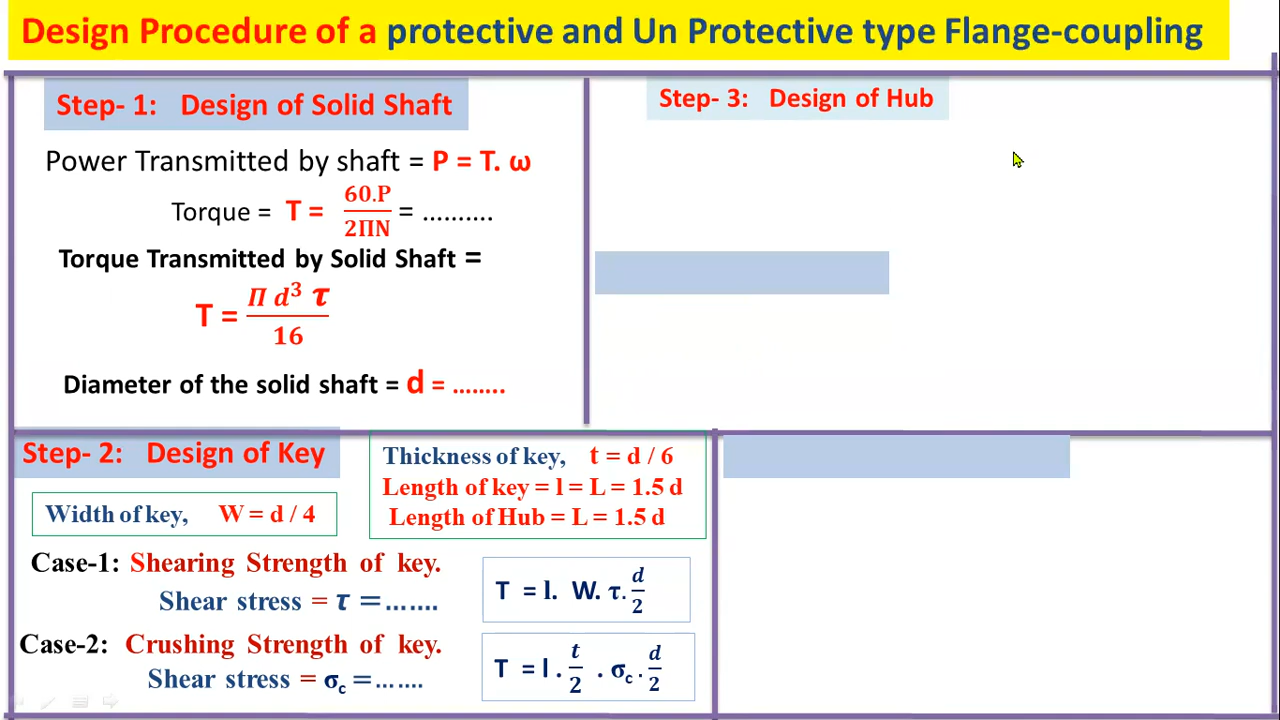 Design Procedure of a protective and Un Protective type Flange-coupling
Step- 1: Design of Solid Shaft
Power Transmitted by shaft = P = T. ω
Torque = T = 60.P / 2ΠN = ..........
Torque Transmitted by Solid Shaft =
T = Π d³ τ / 16
Diameter of the solid shaft = d = ........
Step- 2: Design of Key
Width of key, W = d / 4
Thickness of key, t = d / 6
Length of key = l = L = 1.5 d
Length of Hub = L = 1.5 d
Case-1: Shearing Strength of key.
Shear stress = τ = .......
T = l. W. τ. d/2
Case-2: Crushing Strength of key.
Shear stress = σc = .......
T = l . t/2 . σc . d/2
Step- 3: Design of Hub